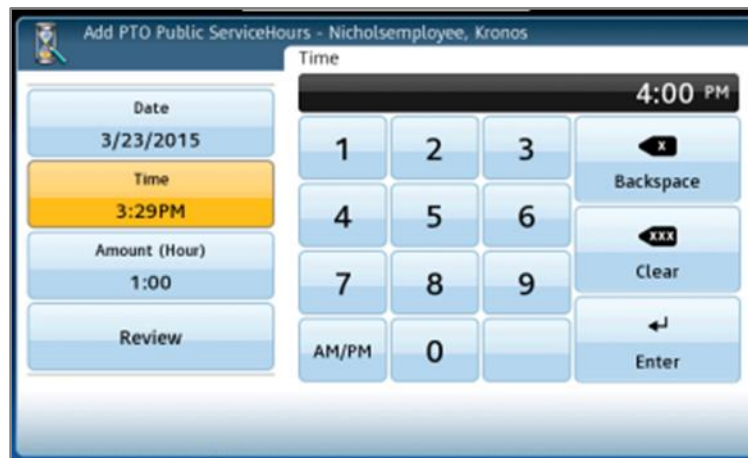 Add PTO Public ServiceHours - Nicholsemployee, Kronos
Time
4:00 PM
Date
3/23/2015
Time
3:29PM
Amount (Hour)
1:00
Review
1 2 3
4 5 6
7 8 9
AM/PM 0
X
Backspace
XXX
Clear
Enter